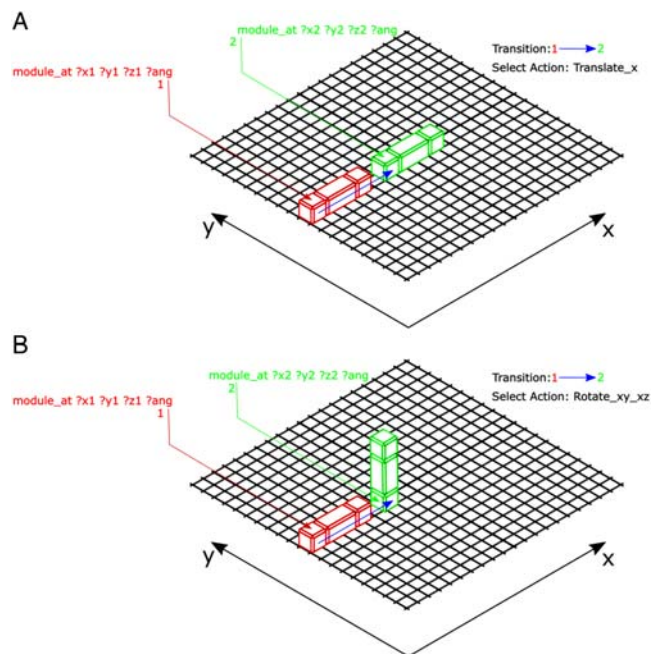 A
module_at ?x2 ?y2 ?z2 ?ang
2
Transition:1 2
Select Action: Translate_x
module_at ?x1 ?y1 ?z1 ?ang
1
y
x
B
module_at ?x2 ?y2 ?z2 ?ang
2
Transition:1 2
Select Action: Rotate_xy_xz
module_at ?x1 ?y1 ?z1 ?ang
1
y
x